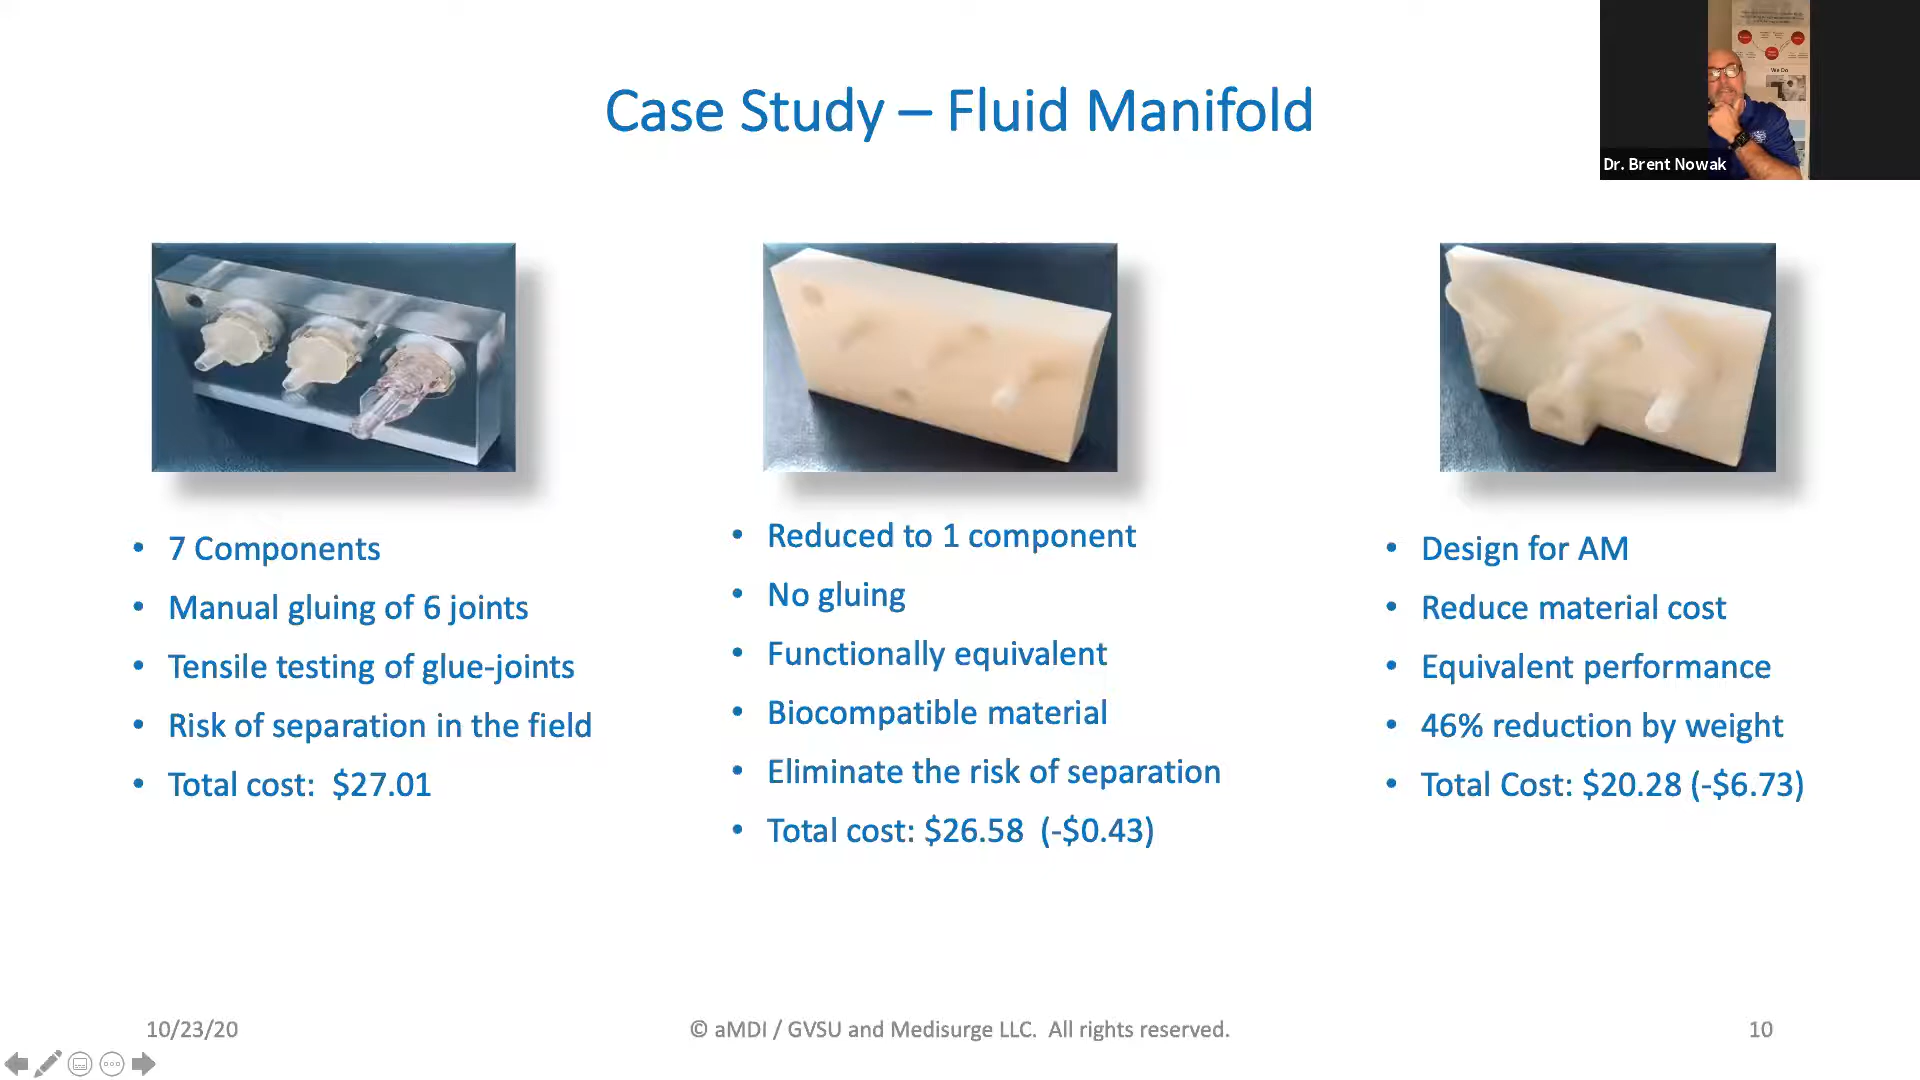 Case Study – Fluid Manifold
We Do
Dr. Brent Nowak
• 7 Components
• Manual gluing of 6 joints
• Tensile testing of glue-joints
• Risk of separation in the field
• Total cost:  $27.01
• Reduced to 1 component
• No gluing
• Functionally equivalent
• Biocompatible material
• Eliminate the risk of separation
• Total cost: $26.58  (-$0.43)
• Design for AM
• Reduce material cost
• Equivalent performance
• 46% reduction by weight
• Total Cost: $20.28 (-$6.73)
10/23/20
© aMDI / GVSU and Medisurge LLC.  All rights reserved.
10